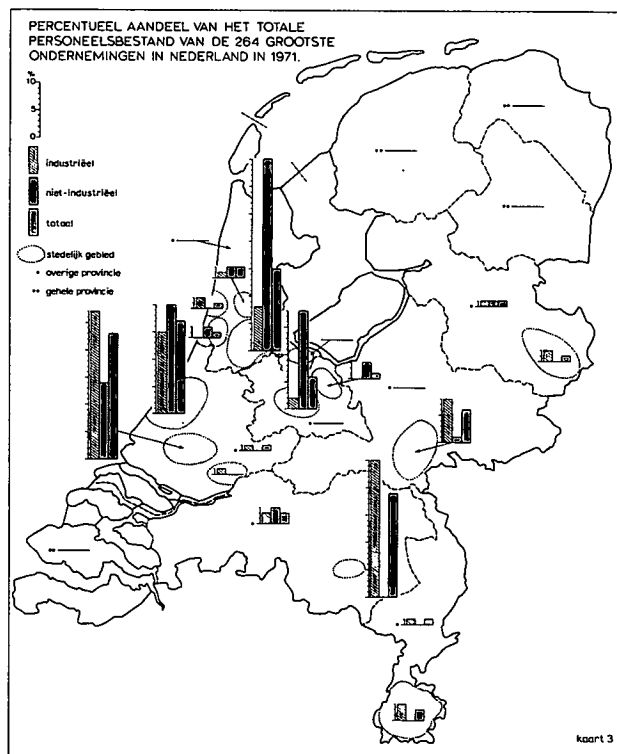 PERCENTUEEL AANDEEL VAN HET TOTALE
PERSONEELSBESTAND VAN DE 264 GROOTSTE
ONDERNEMINGEN IN NEDERLAND IN 1971.
%
10
5
0
industriëel
niet-industriëel
totaal
stedelijk gebied
overige provincie
gehele provincie
kaart 3